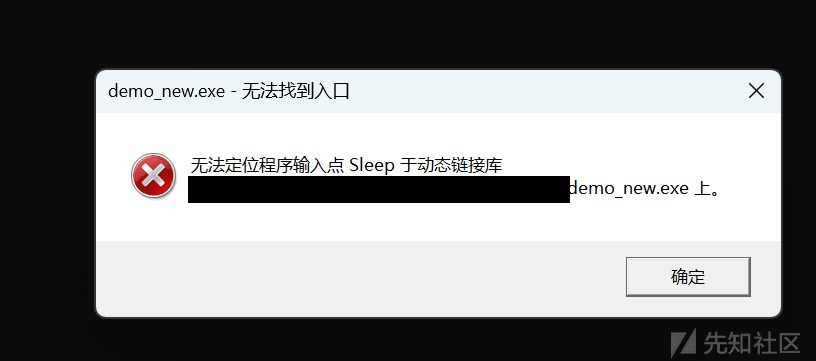 demo_new.exe - 无法找到入口
无法定位程序输入点 Sleep 于动态链接库
demo_new.exe 上。
确定
先知社区